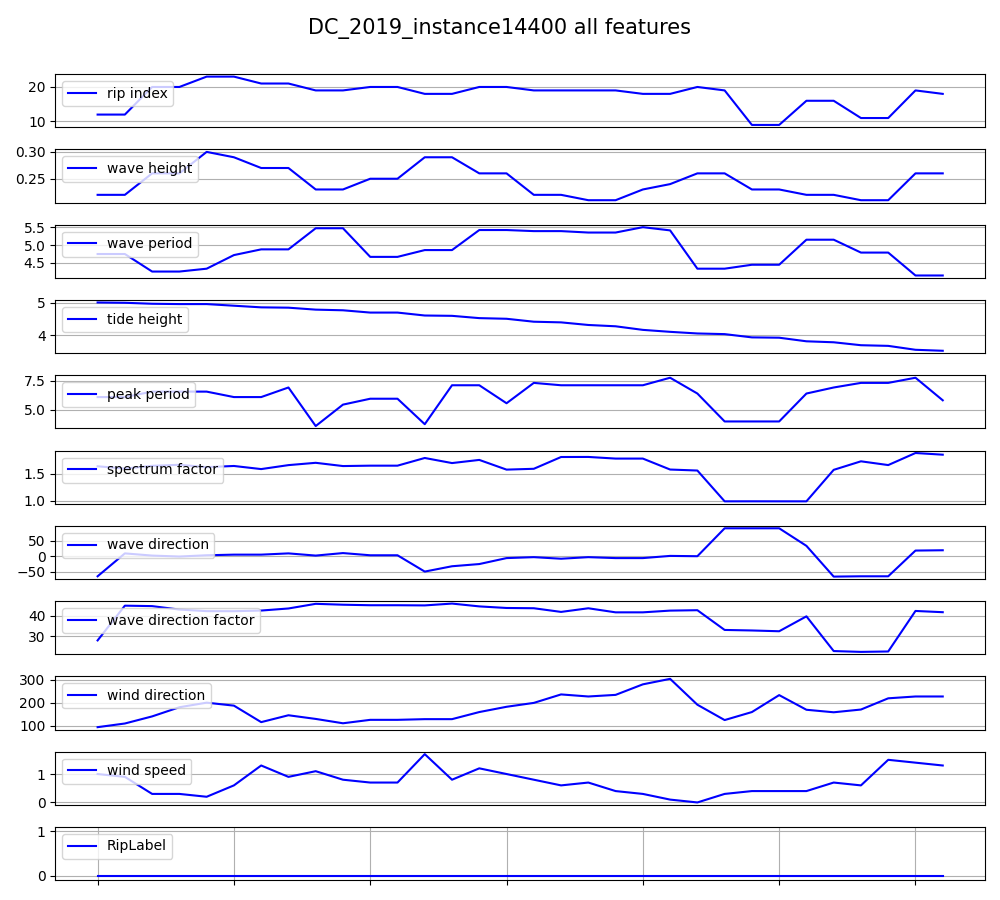 DC_2019_instance14400 all features
20
10
rip index
0.30
0.25
wave height
5.5
5.0
4.5
wave period
5
4
tide height
7.5
5.0
peak period
1.5
1.0
spectrum factor
50
0
−50
wave direction
40
30
wave direction factor
300
200
100
wind direction
1
0
wind speed
1
0
RipLabel